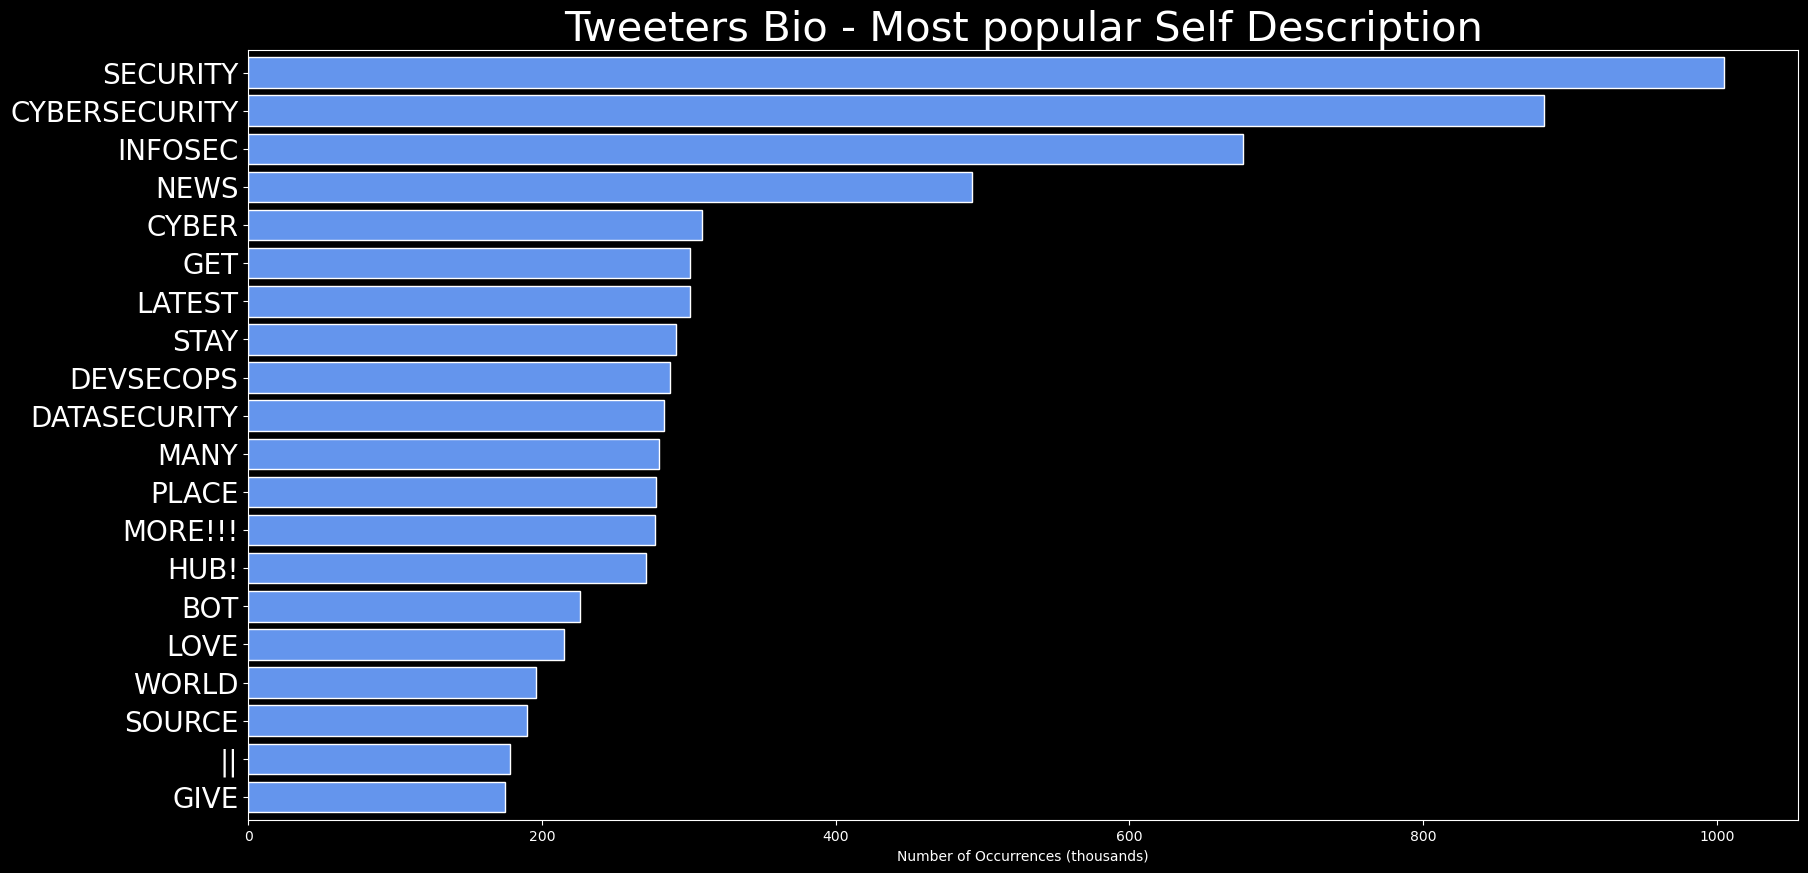 Tweeters Bio - Most popular Self Description
SECURITY
CYBERSECURITY
INFOSEC
NEWS
CYBER
GET
LATEST
STAY
DEVSECOPS
DATASECURITY
MANY
PLACE
MORE!!!
HUB!
BOT
LOVE
WORLD
SOURCE
||
GIVE
0 200 400 600 800 1000
Number of Occurrences (thousands)